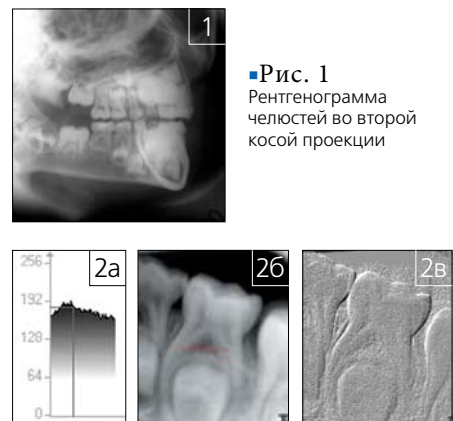 1
▪Рис. 1
Рентгенограмма
челюстей во второй
косой проекции
256
192
128
64
0
2а
2б
2в